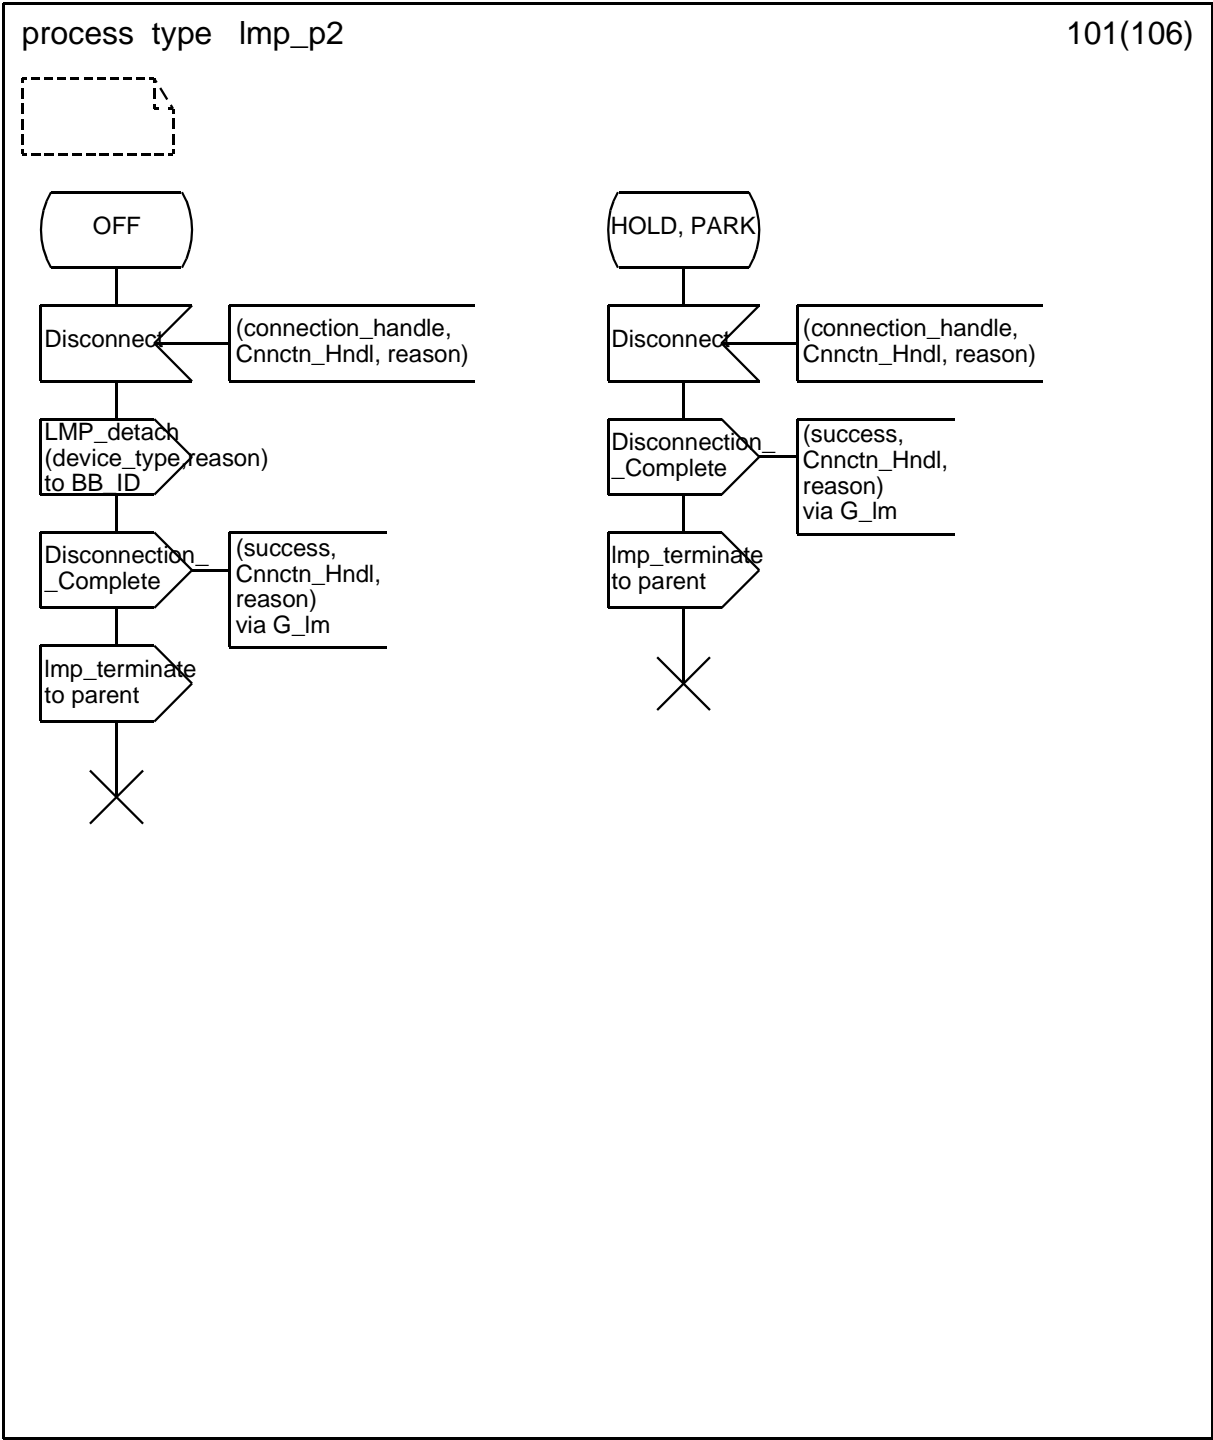 process type lmp_p2
101(106)
OFF
Disconnect
(connection_handle,
Cnnctn_Hndl, reason)
LMP_detach
(device_type,reason)
to BB_ID
Disconnection_
_Complete
(success,
Cnnctn_Hndl,
reason)
via G_lm
lmp_terminate
to parent
HOLD, PARK
Disconnect
(connection_handle,
Cnnctn_Hndl, reason)
Disconnection_
_Complete
(success,
Cnnctn_Hndl,
reason)
via G_lm
lmp_terminate
to parent